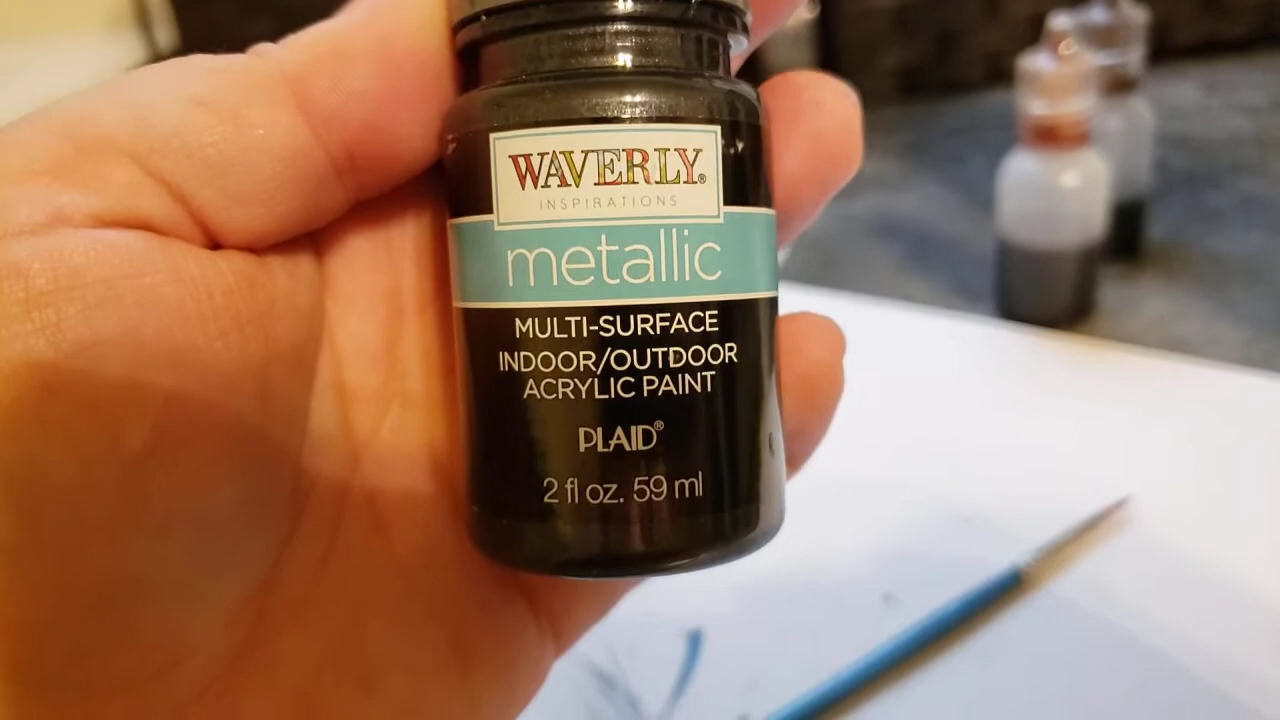 WAVERLY®
INSPIRATIONS
metallic
MULTI-SURFACE
INDOOR/OUTDOOR
ACRYLIC PAINT
PLAID®
2 fl oz. 59 ml